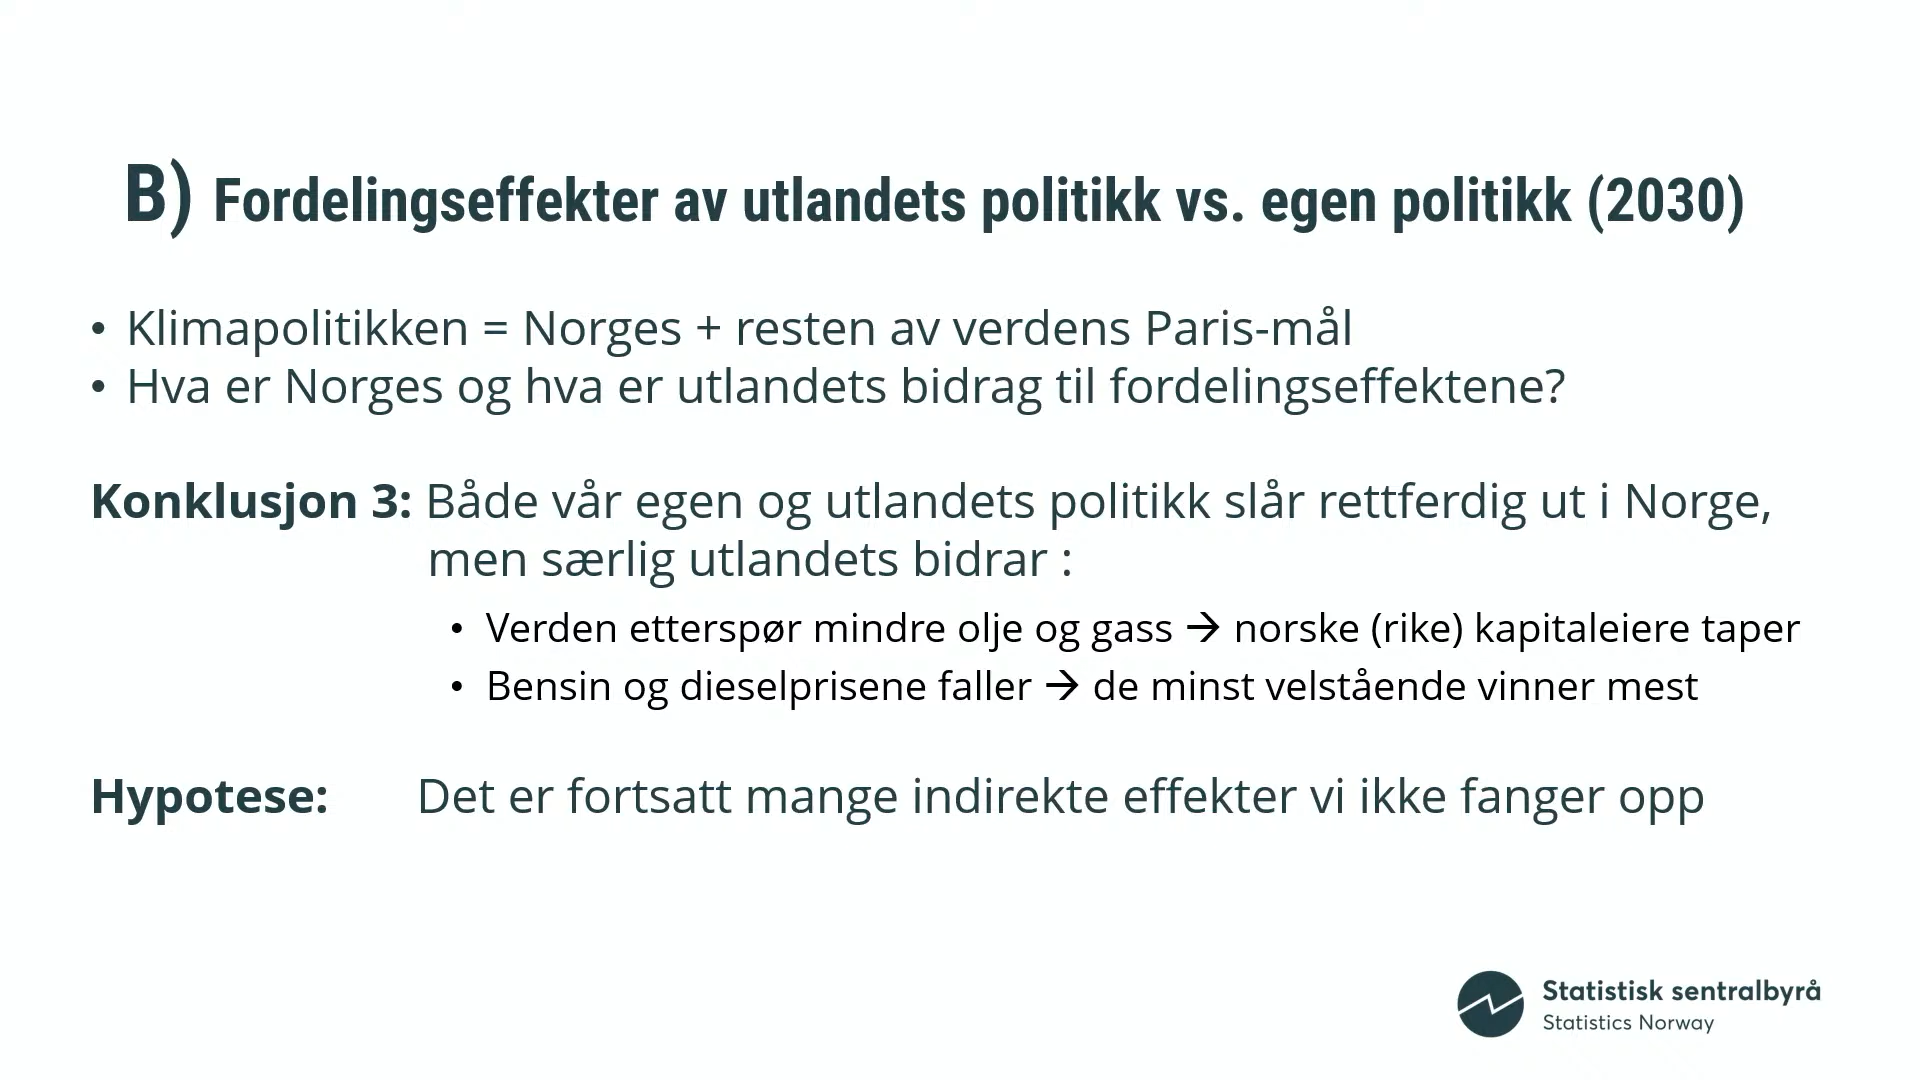 B) Fordelingseffekter av utlandets politikk vs. egen politikk (2030)
• Klimapolitikken = Norges + resten av verdens Paris-mål
• Hva er Norges og hva er utlandets bidrag til fordelingseffektene?
Konklusjon 3: Både vår egen og utlandets politikk slår rettferdig ut i Norge,
men særlig utlandets bidrar :
• Verden etterspør mindre olje og gass → norske (rike) kapitaleiere taper
• Bensin og dieselprisene faller → de minst velstående vinner mest
Hypotese: Det er fortsatt mange indirekte effekter vi ikke fanger opp
Statistisk sentralbyrå
Statistics Norway